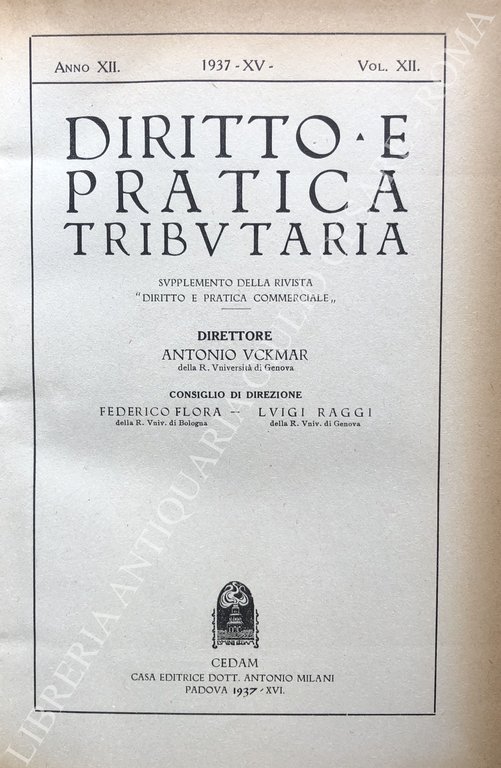 ANNO XII.
1937 - XV -
VOL. XII.
DIRITTO · E
PRATICA
TRIBVTARIA
SVPPLEMENTO DELLA RIVISTA
"DIRITTO E PRATICA COMMERCIALE„
DIRETTORE
ANTONIO VCKMAR
della R. Vniversità di Genova
CONSIGLIO DI DIREZIONE
FEDERICO FLORA — LVIGI RAGGI
della R. Vniv. di Bologna
della R. Vniv. di Genova
CEDAM
CASA EDITRICE DOTT. ANTONIO MILANI
PADOVA 1937 - XVI.
LIBRERIA ANTIQUARIA GIULIO CESARE ROMA